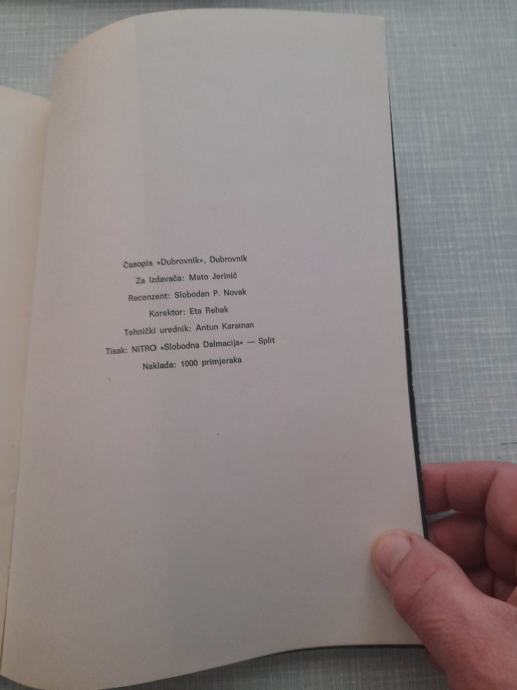 Časopis »Dubrovnik«, Dubrovnik
Za izdavača: Mato Jerinić
Recenzent: Slobodan P. Novak
Korektor: Eta Rehak
Tehnički urednik: Antun Karaman
Tisak: NITRO »Slobodna Dalmacija« — Split
Naklada: 1000 primjeraka